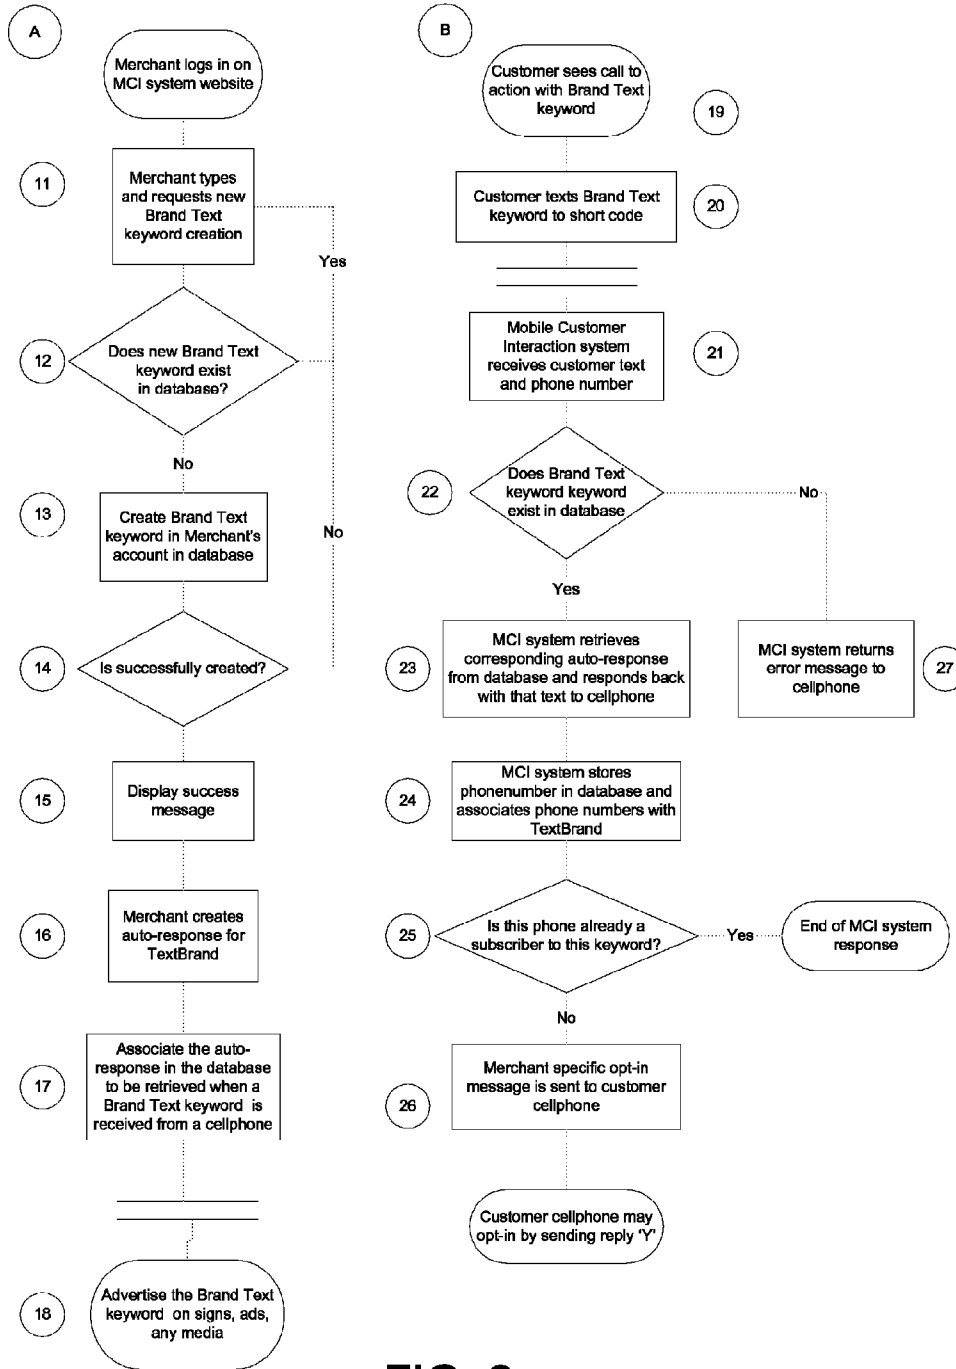 A
Merchant logs in on
MCI system website
11
Merchant types
and requests new
Brand Text
keyword creation
Yes
12
Does new Brand Text
keyword exist
in database?
No
13
Create Brand Text
keyword in Merchant's
account in database
No
14
Is successfully created?
15
Display success
message
16
Merchant creates
auto-response for
TextBrand
17
Associate the auto-
response in the database
to be retrieved when a
Brand Text keyword is
received from a cellphone
18
Advertise the Brand Text
keyword on signs, ads,
any media
B
Customer sees call to
action with Brand Text
keyword
19
Customer texts Brand Text
keyword to short code
20
Mobile Customer
Interaction system
receives customer text
and phone number
21
22
Does Brand Text
keyword keyword
exist in database
No
Yes
23
MCI system retrieves
corresponding auto-response
from database and responds back
with that text to cellphone
MCI system returns
error message to
cellphone
27
24
MCI system stores
phonenumber in database and
associates phone numbers with
TextBrand
25
Is this phone already a
subscriber to this keyword?
Yes
End of MCI system
response
No
26
Merchant specific opt-in
message is sent to customer
cellphone
Customer cellphone may
opt-in by sending reply 'Y'